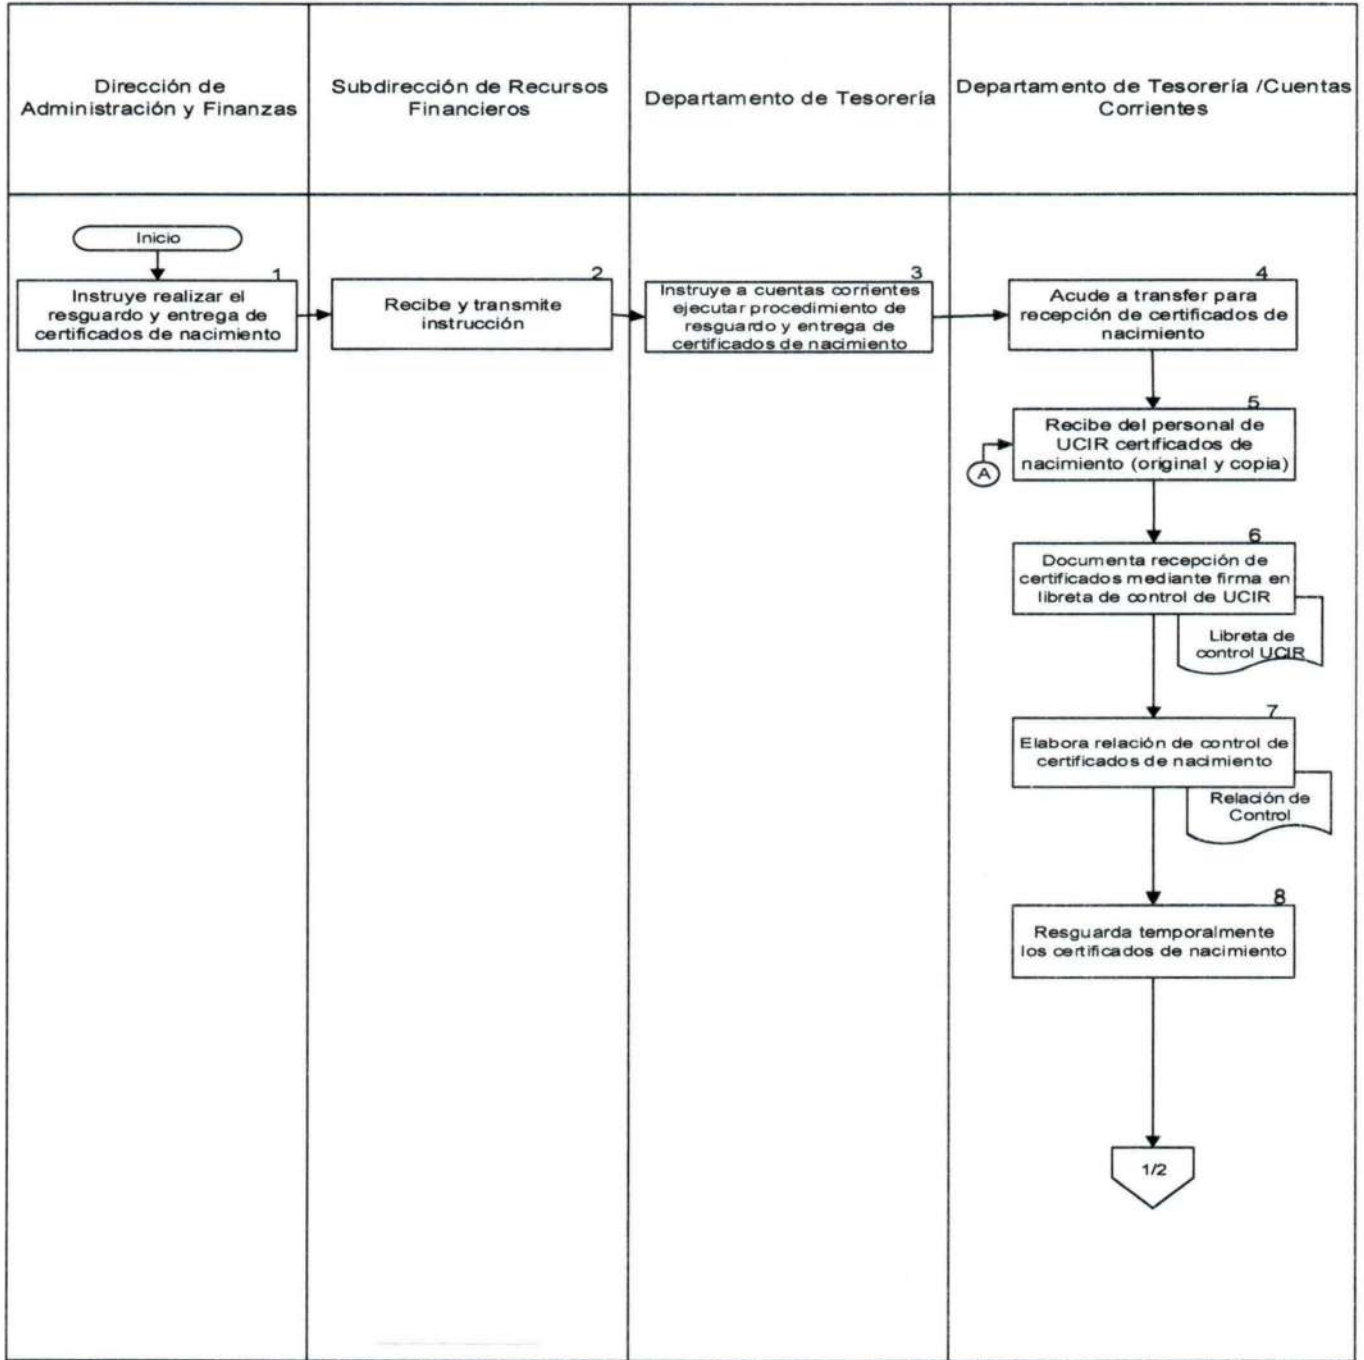 Dirección de
Administración y Finanzas
Subdirección de Recursos
Financieros
Departamento de Tesorería
Departamento de Tesorería /Cuentas
Corrientes
Inicio
1
Instruye realizar el
resguardo y entrega de
certificados de nacimiento
2
Recibe y transmite
instrucción
3
Instruye a cuentas corrientes
ejecutar procedimiento de
resguardo y entrega de
certificados de nacimiento
4
Acude a transfer para
recepción de certificados de
nacimiento
5
Recibe del personal de
UCIR certificados de
nacimiento (original y copia)
A
6
Documenta recepción de
certificados mediante firma en
libreta de control de UCIR
Libreta de
control UCIR
7
Elabora relación de control de
certificados de nacimiento
Relación de
Control
8
Resguarda temporalmente
los certificados de nacimiento
1/2